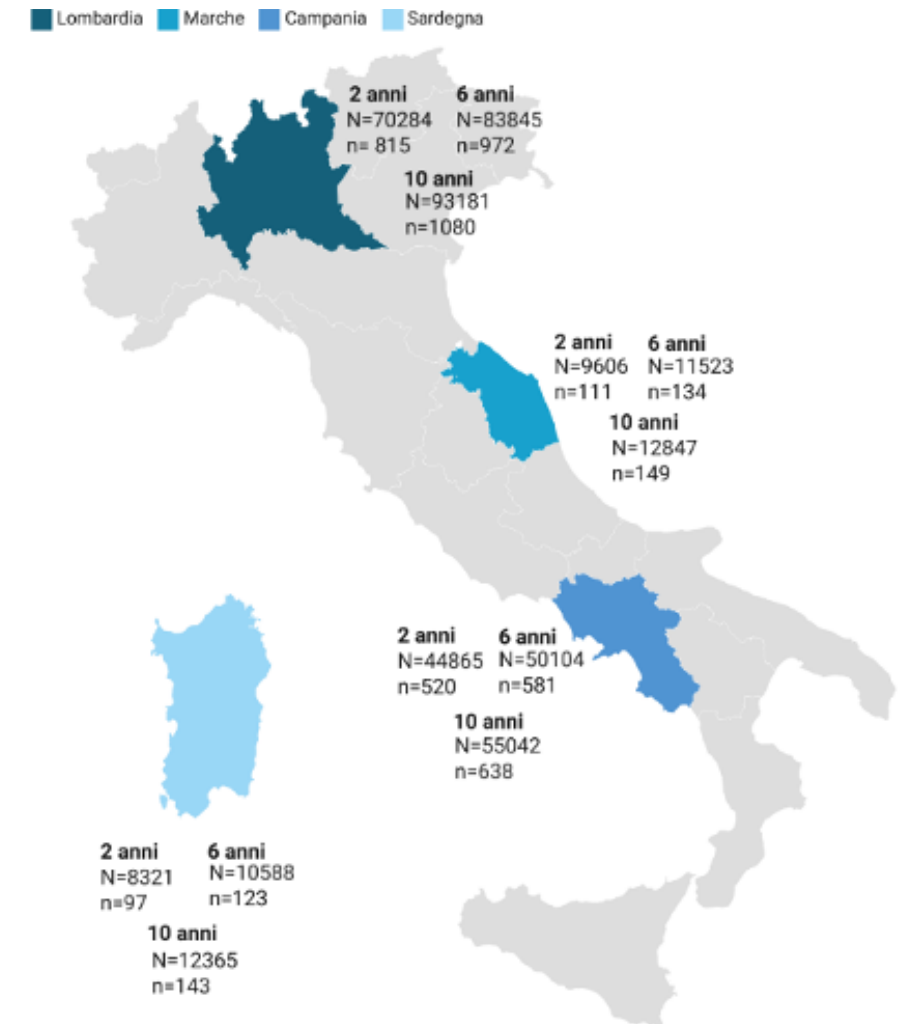 Lombardia Marche Campania Sardegna
2 anni 6 anni
N=70284 N=83845
n= 815 n=972
10 anni
N=93181
n=1080
2 anni 6 anni
N=9606 N=11523
n=111 n=134
10 anni
N=12847
n=149
2 anni 6 anni
N=44865 N=50104
n=520 n=581
10 anni
N=55042
n=638
2 anni 6 anni
N=8321 N=10588
n=97 n=123
10 anni
N=12365
n=143